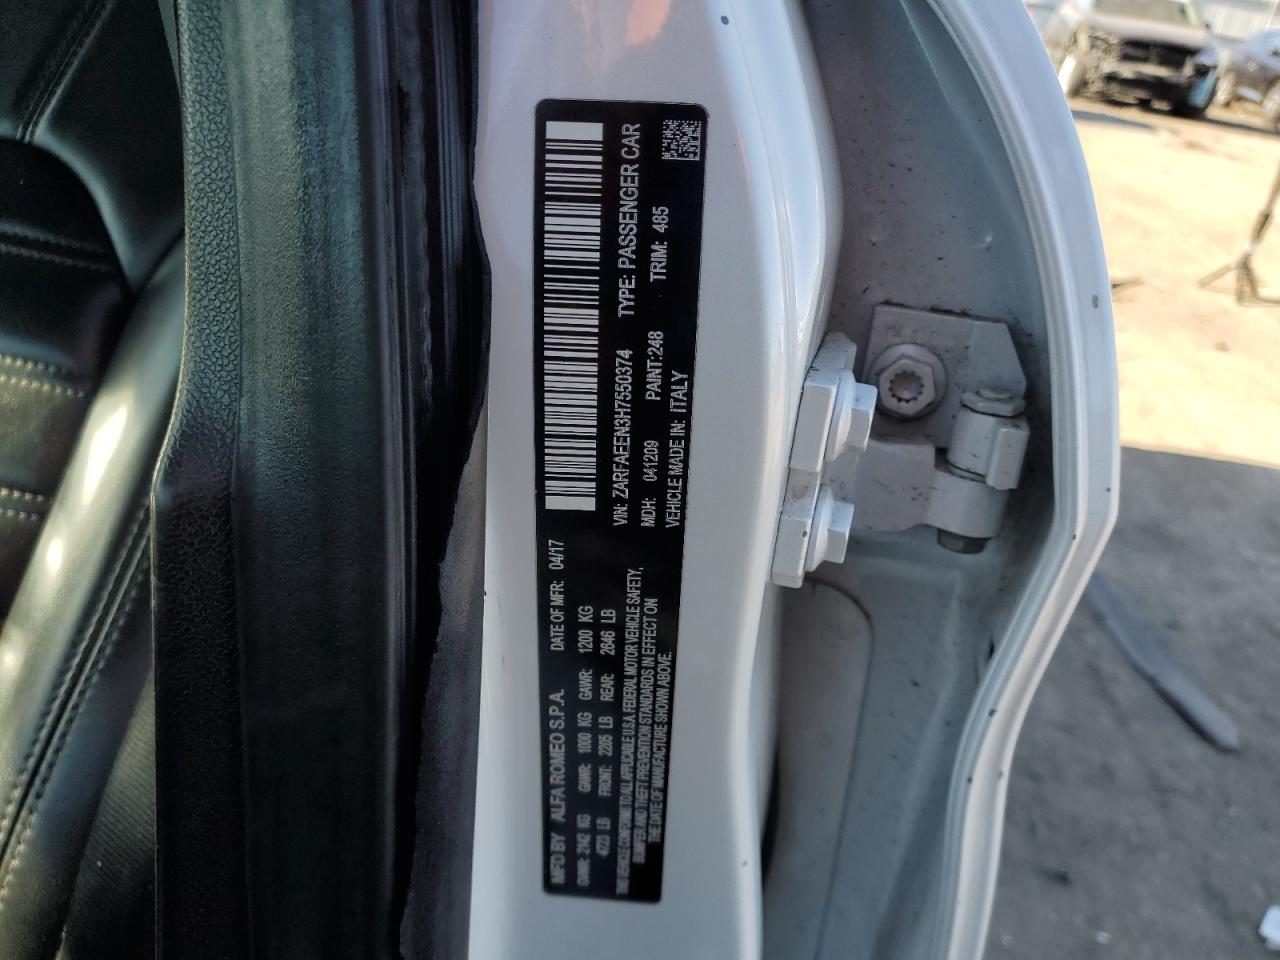 MFD BY ALFA ROMEO S.P.A. DATE OF MFR: 04/17
GVWR: 2142 KG GAWR: 1000 KG GAWR: 1200 KG
4723 LB FRONT: 2205 LB REAR: 2646 LB
THIS VEHICLE CONFORMS TO ALL APPLICABLE U.S.A. FEDERAL MOTOR VEHICLE SAFETY,
BUMPER, AND THEFT PREVENTION STANDARDS IN EFFECT ON
THE DATE OF MANUFACTURE SHOWN ABOVE.
VIN: ZARFAEEN3H7550374 TYPE: PASSENGER CAR
MDH: 041209 PAINT:248 TRIM: 485
VEHICLE MADE IN: ITALY